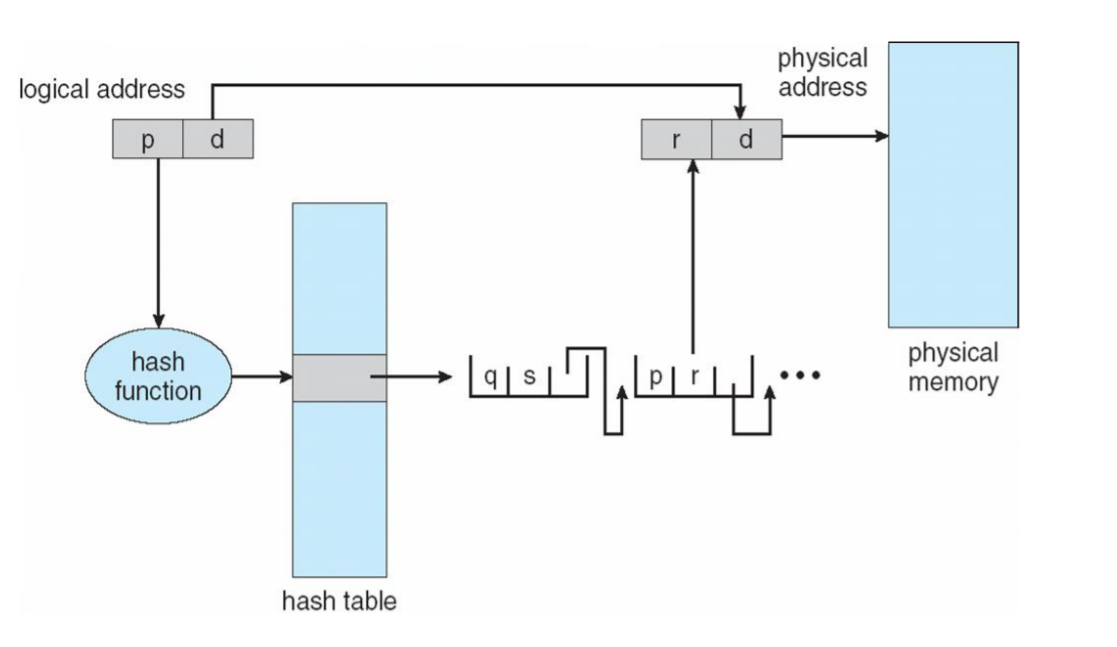 physical
address
logical address
p d
r d
hash
function
q s
p r
•••
physical
memory
hash table